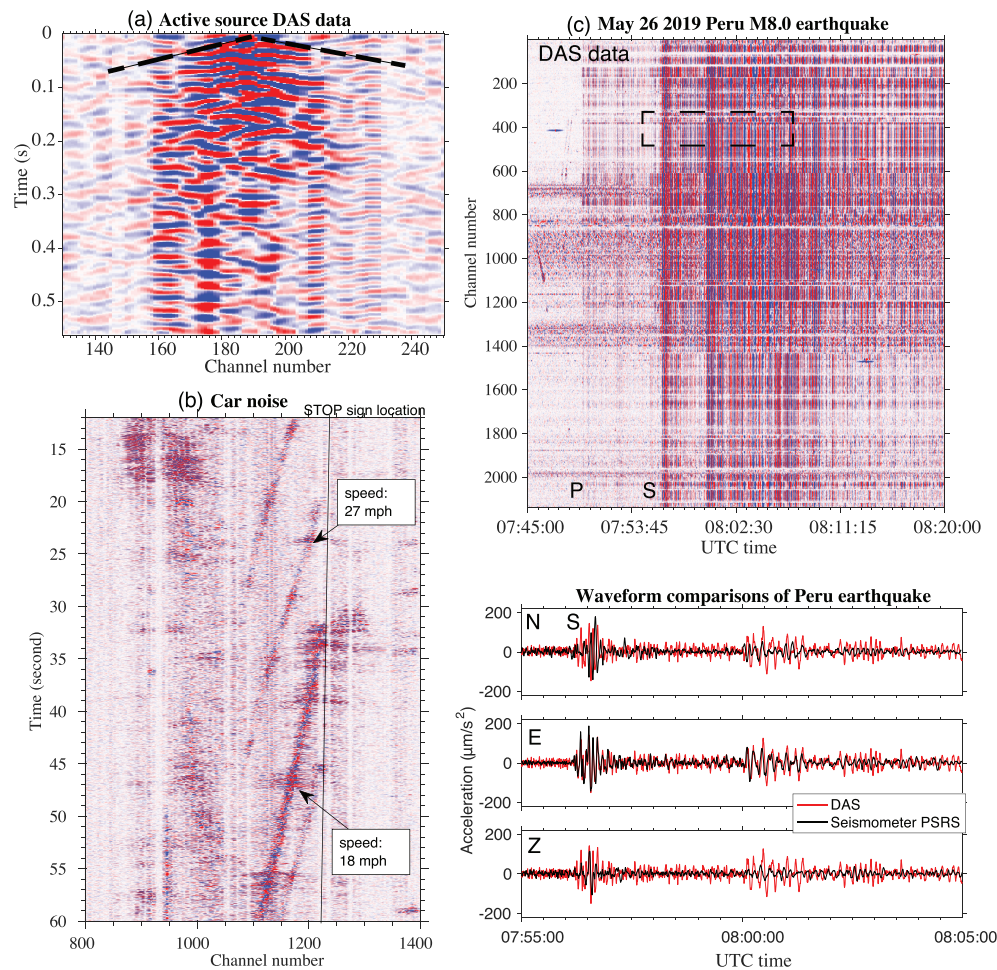 (a) Active source DAS data
0
0.1
0.2
0.3
0.4
0.5
Time (s)
140 160 180 200 220 240
Channel number
(b) Car noise
STOP sign location
15
20
25
30
35
40
45
50
55
60
Time (second)
speed:
27 mph
speed:
18 mph
800 1000 1200 1400
Channel number
(c) May 26 2019 Peru M8.0 earthquake
DAS data
200
400
600
800
1000
1200
1400
1600
1800
2000
Channel number
P S
07:45:00 07:53:45 08:02:30 08:11:15 08:20:00
UTC time
Waveform comparisons of Peru earthquake
200
0
-200
N S
200
0
-200
E
200
0
-200
Z
Acceleration (μm/s²)
DAS
Seismometer PSRS
07:55:00 08:00:00 08:05:00
UTC time